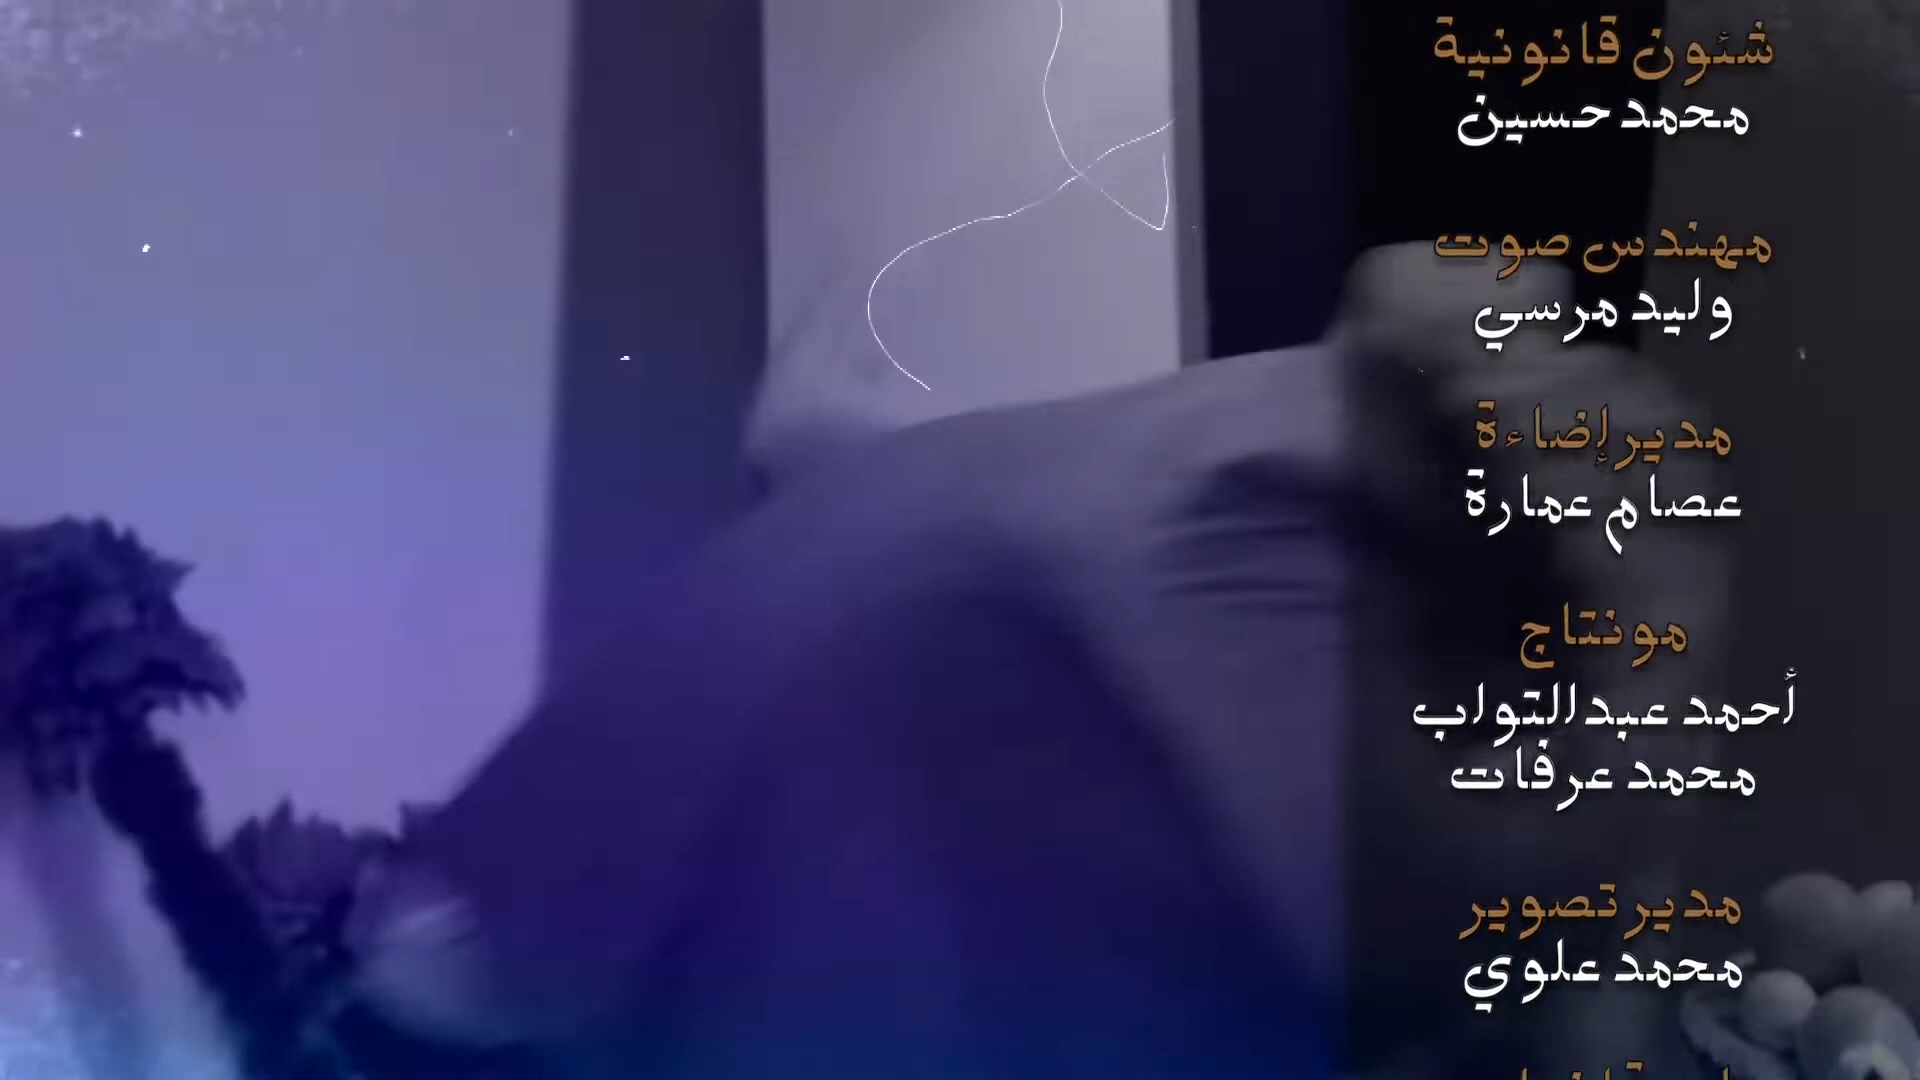 شئون قانونية
محمد حسين
مهندس صوت
وليد مرسي
مدير إضاءة
عصام عمارة
مونتاج
أحمد عبدالتواب
محمد عرفات
مدير تصوير
محمد علوي